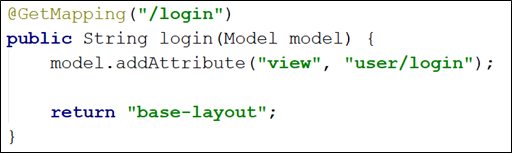 @GetMapping("/login")
public String login(Model model) {
model.addAttribute("view", "user/login");
return "base-layout";
}